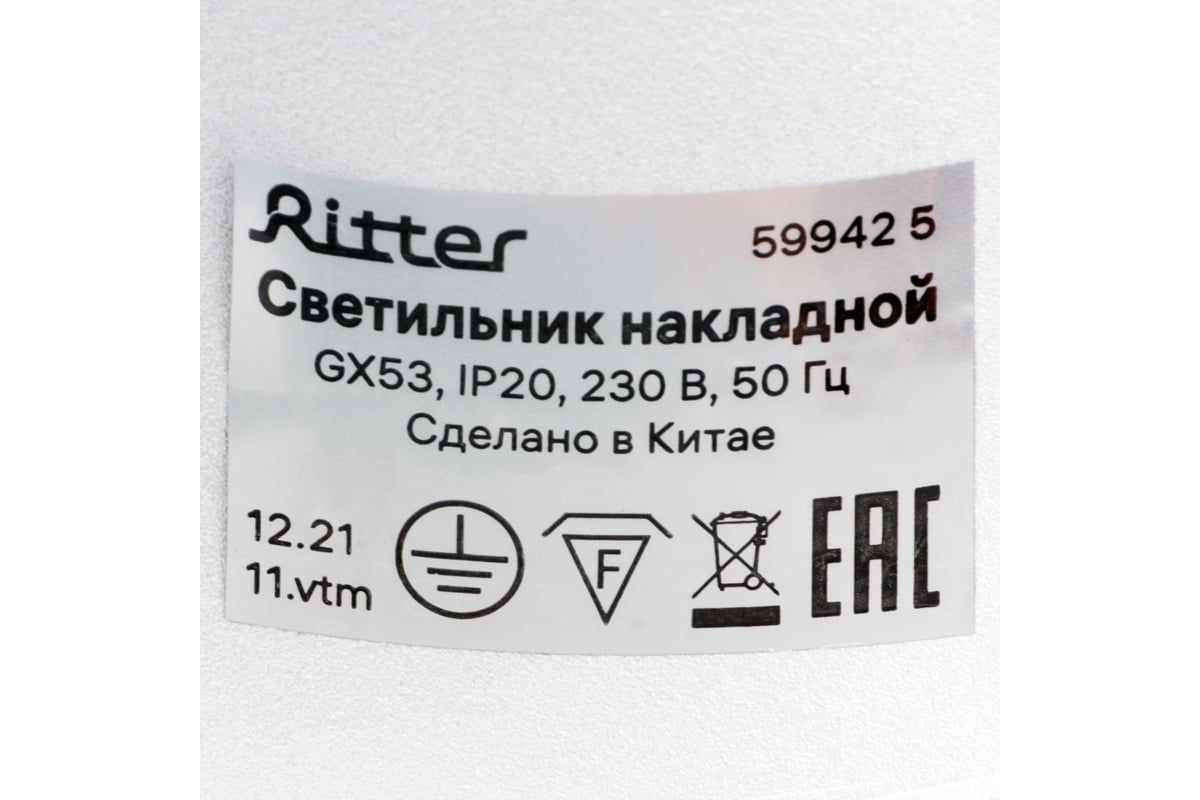 Ritter
59942 5
Светильник накладной
GX53, IP20, 230 В, 50 Гц
Сделано в Китае
12.21
11.vtm
F
EAC